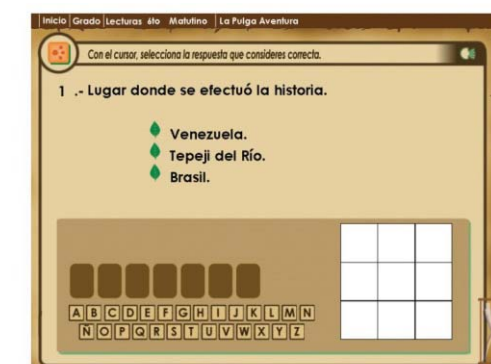 Inicio Grado Lecturas 6to Matutino La Pulga Aventura
Con el cursor, selecciona la respuesta que consideres correcta.
1 .- Lugar donde se efectuó la historia.
Venezuela.
Tepeji del Río.
Brasil.
A B C D E F G H I J K L M N
Ñ O P Q R S T U V W X Y Z